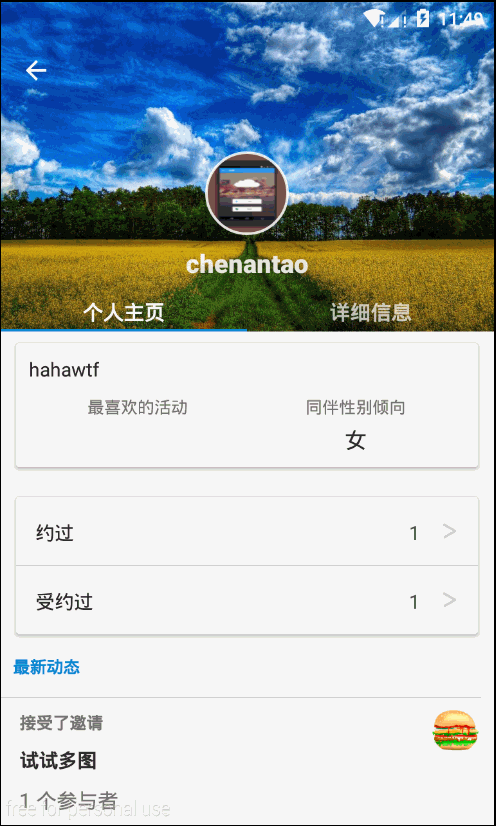 11:49
chenantao
个人主页
详细信息
hahawtf
最喜欢的活动
同伴性别倾向
女
约过
1
>
受约过
1
>
最新动态
接受了邀请
试试多图
1 个参与者
free for personal use